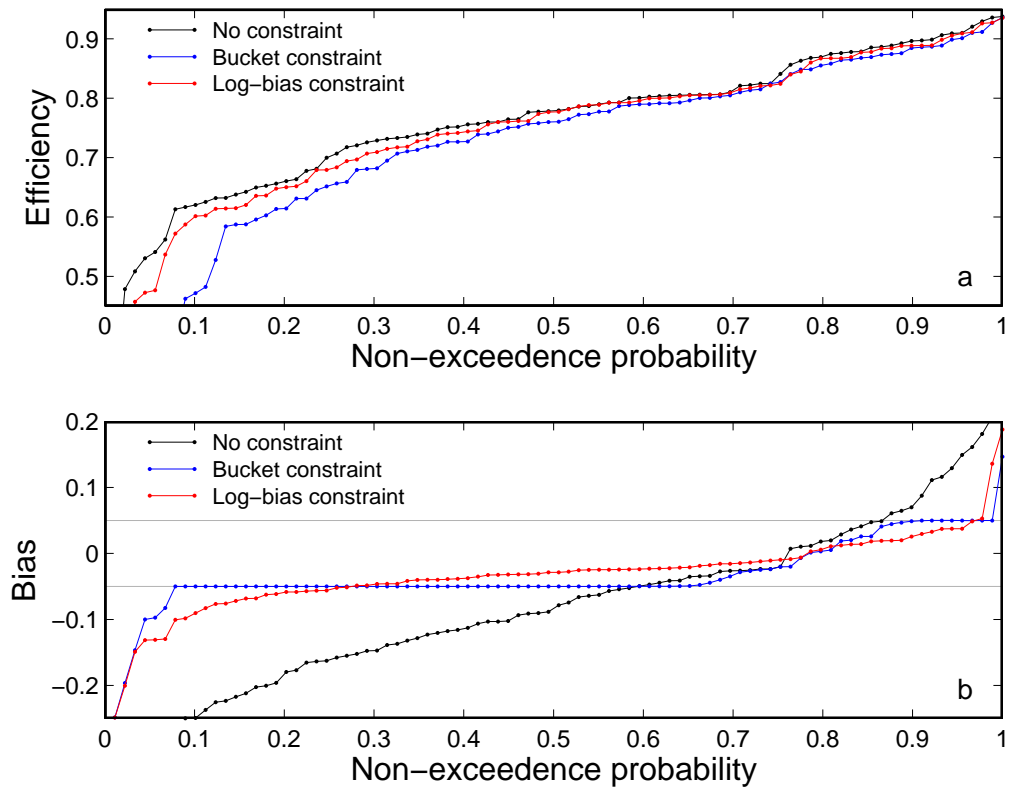 No constraint
Bucket constraint
Log−bias constraint
Efficiency
0.9
0.8
0.7
0.6
0.5
a
0 0.1 0.2 0.3 0.4 0.5 0.6 0.7 0.8 0.9 1
Non−exceedence probability
No constraint
Bucket constraint
Log−bias constraint
Bias
0.2
0.1
0
−0.1
−0.2
b
0 0.1 0.2 0.3 0.4 0.5 0.6 0.7 0.8 0.9 1
Non−exceedence probability